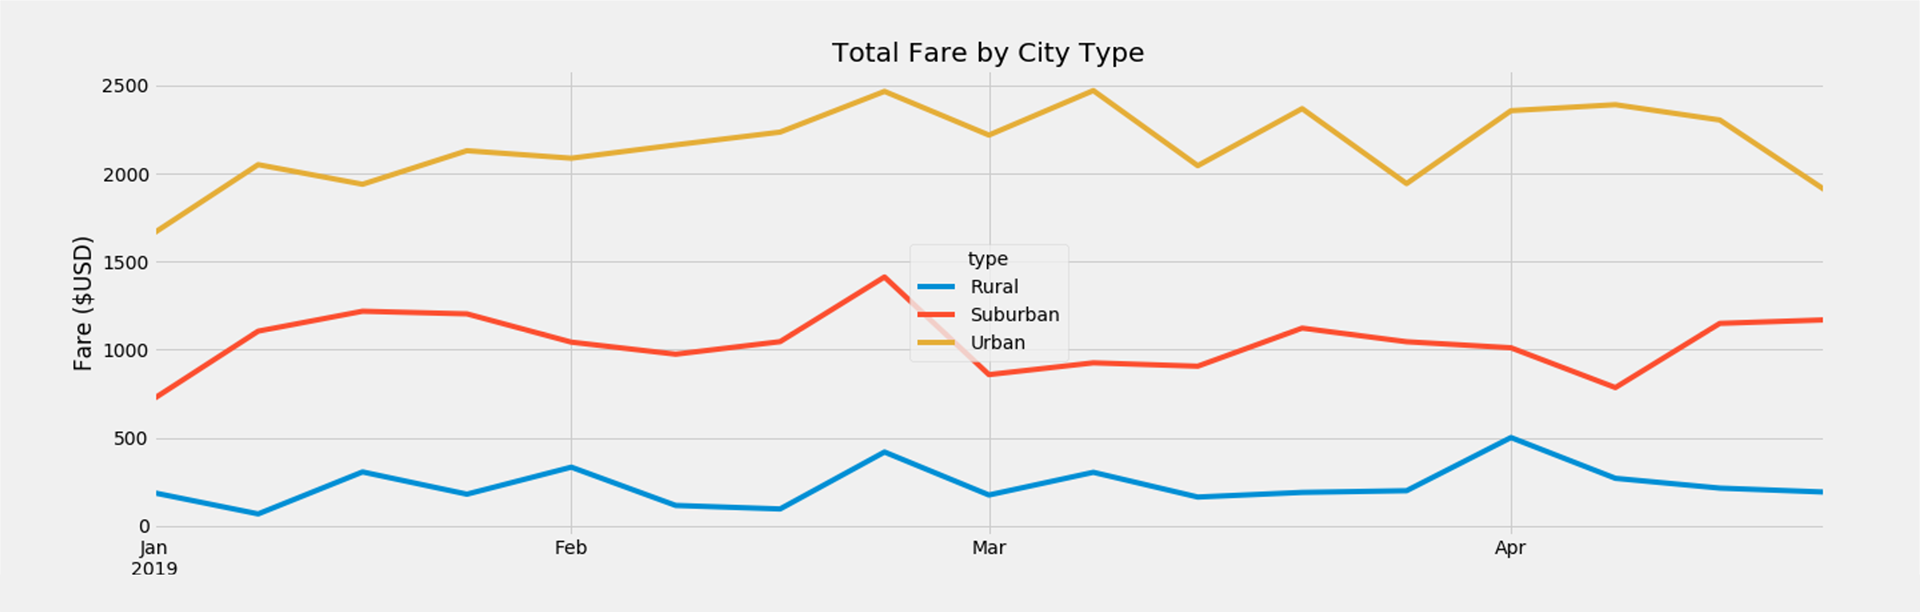 Total Fare by City Type
Fare ($USD)
2500
2000
1500
1000
500
0
type
Rural
Suburban
Urban
Jan Feb Mar Apr
2019